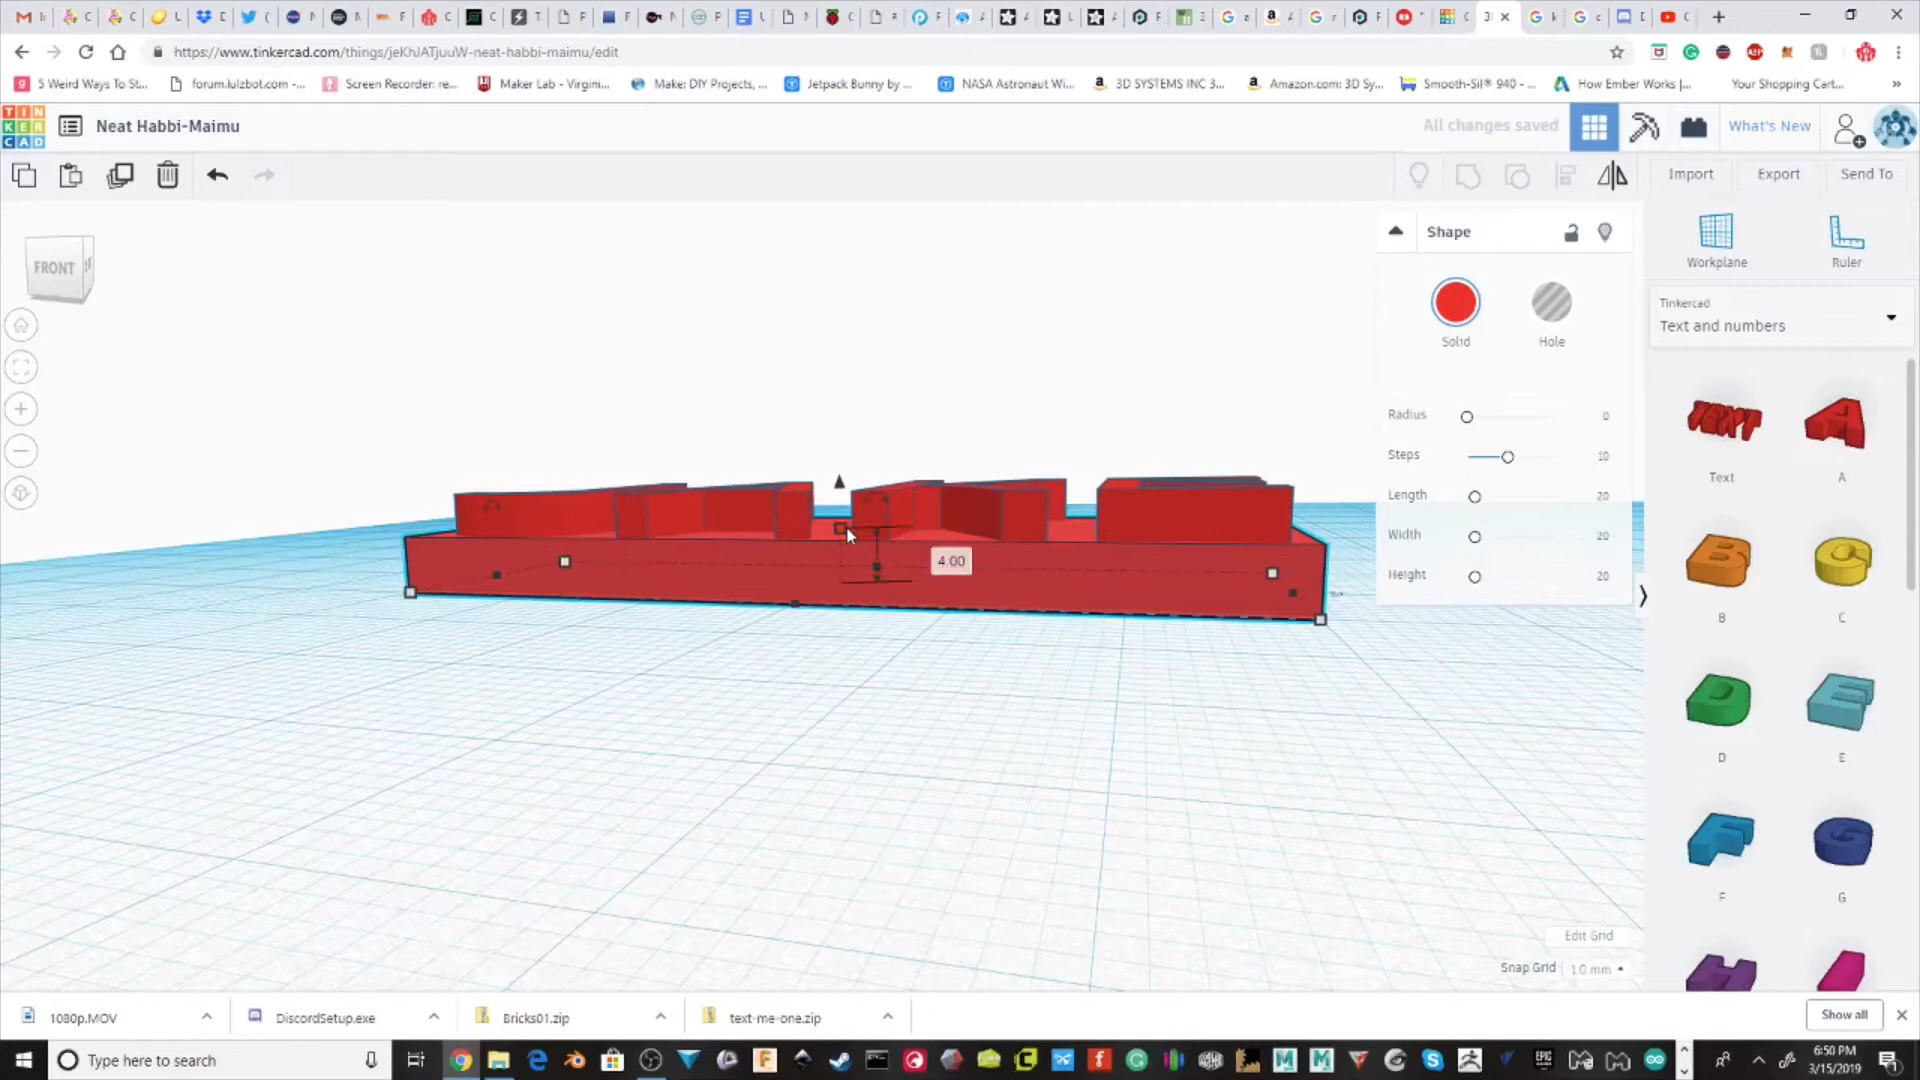 https://www.tinkercad.com/things/jeKhJATjuuW-neat-habbi-maimu/edit
5 Weird Ways To St...
forum.lulzbot.com-...
Screen Recorder: re...
Maker Lab - Virgini...
Make: DIY Projects, ...
Jetpack Bunny by ...
NASA Astronaut Wi...
3D SYSTEMS INC 3...
Amazon.com: 3D Sy...
Smooth-Sil® 940 - ...
How Ember Works |...
Your Shopping Cart...
TIN
KER
CAD
Neat Habbi-Maimu
All changes saved
What's New
Import
Export
Send To
FRONT
Shape
Solid
Hole
Radius 0
Steps 10
Length 20
Width 20
Height 20
4.00
Workplane
Ruler
Tinkercad
Text and numbers
TEXT
Text
A
B
C
D
E
F
G
Edit Grid
Snap Grid 1.0 mm
1080p.MOV
DiscordSetup.exe
Bricks01.zip
text-me-one.zip
Show all
Type here to search
6:50 PM
3/15/2019